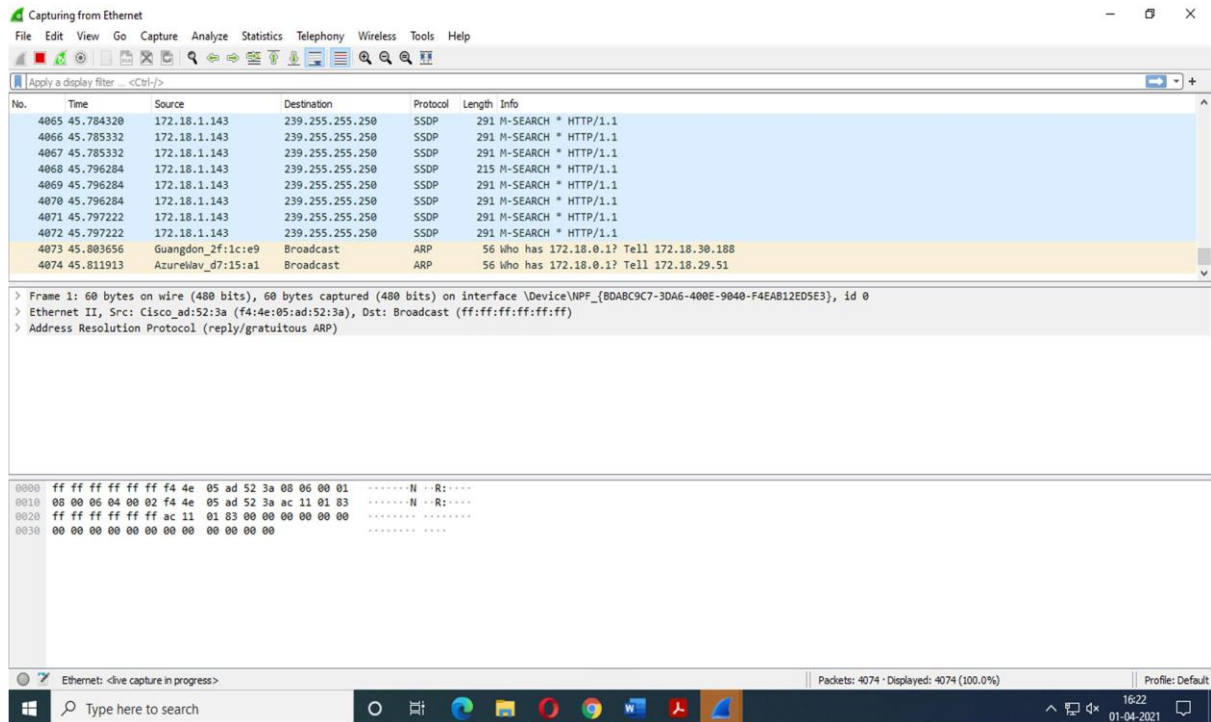 Capturing from Ethernet
File Edit View Go Capture Analyze Statistics Telephony Wireless Tools Help
Apply a display filter ... <Ctrl-/>
No. Time Source Destination Protocol Length Info
4065 45.784320 172.18.1.143 239.255.255.250 SSDP 291 M-SEARCH * HTTP/1.1
4066 45.785332 172.18.1.143 239.255.255.250 SSDP 291 M-SEARCH * HTTP/1.1
4067 45.785332 172.18.1.143 239.255.255.250 SSDP 291 M-SEARCH * HTTP/1.1
4068 45.796284 172.18.1.143 239.255.255.250 SSDP 215 M-SEARCH * HTTP/1.1
4069 45.796284 172.18.1.143 239.255.255.250 SSDP 291 M-SEARCH * HTTP/1.1
4070 45.796284 172.18.1.143 239.255.255.250 SSDP 291 M-SEARCH * HTTP/1.1
4071 45.797222 172.18.1.143 239.255.255.250 SSDP 291 M-SEARCH * HTTP/1.1
4072 45.797222 172.18.1.143 239.255.255.250 SSDP 291 M-SEARCH * HTTP/1.1
4073 45.803656 Guangdon_2f:1c:e9 Broadcast ARP 56 Who has 172.18.0.1? Tell 172.18.30.188
4074 45.811913 AzureWav_d7:15:a1 Broadcast ARP 56 Who has 172.18.0.1? Tell 172.18.29.51
> Frame 1: 60 bytes on wire (480 bits), 60 bytes captured (480 bits) on interface \Device\NPF_{BDABC9C7-3DA6-400E-9040-F4EAB12ED5E3}, id 0
> Ethernet II, Src: Cisco_ad:52:3a (f4:4e:05:ad:52:3a), Dst: Broadcast (ff:ff:ff:ff:ff:ff)
> Address Resolution Protocol (reply/gratuitous ARP)
0000 ff ff ff ff ff ff f4 4e 05 ad 52 3a 08 06 00 01 ·······N ··R:····
0010 08 00 06 04 00 02 f4 4e 05 ad 52 3a ac 11 01 83 ·······N ··R:····
0020 ff ff ff ff ff ff ac 11 01 83 00 00 00 00 00 00 ········ ········
0030 00 00 00 00 00 00 00 00 00 00 00 00 ········ ····
Ethernet: <live capture in progress> Packets: 4074 · Displayed: 4074 (100.0%) Profile: Default
Type here to search 16:22
01-04-2021